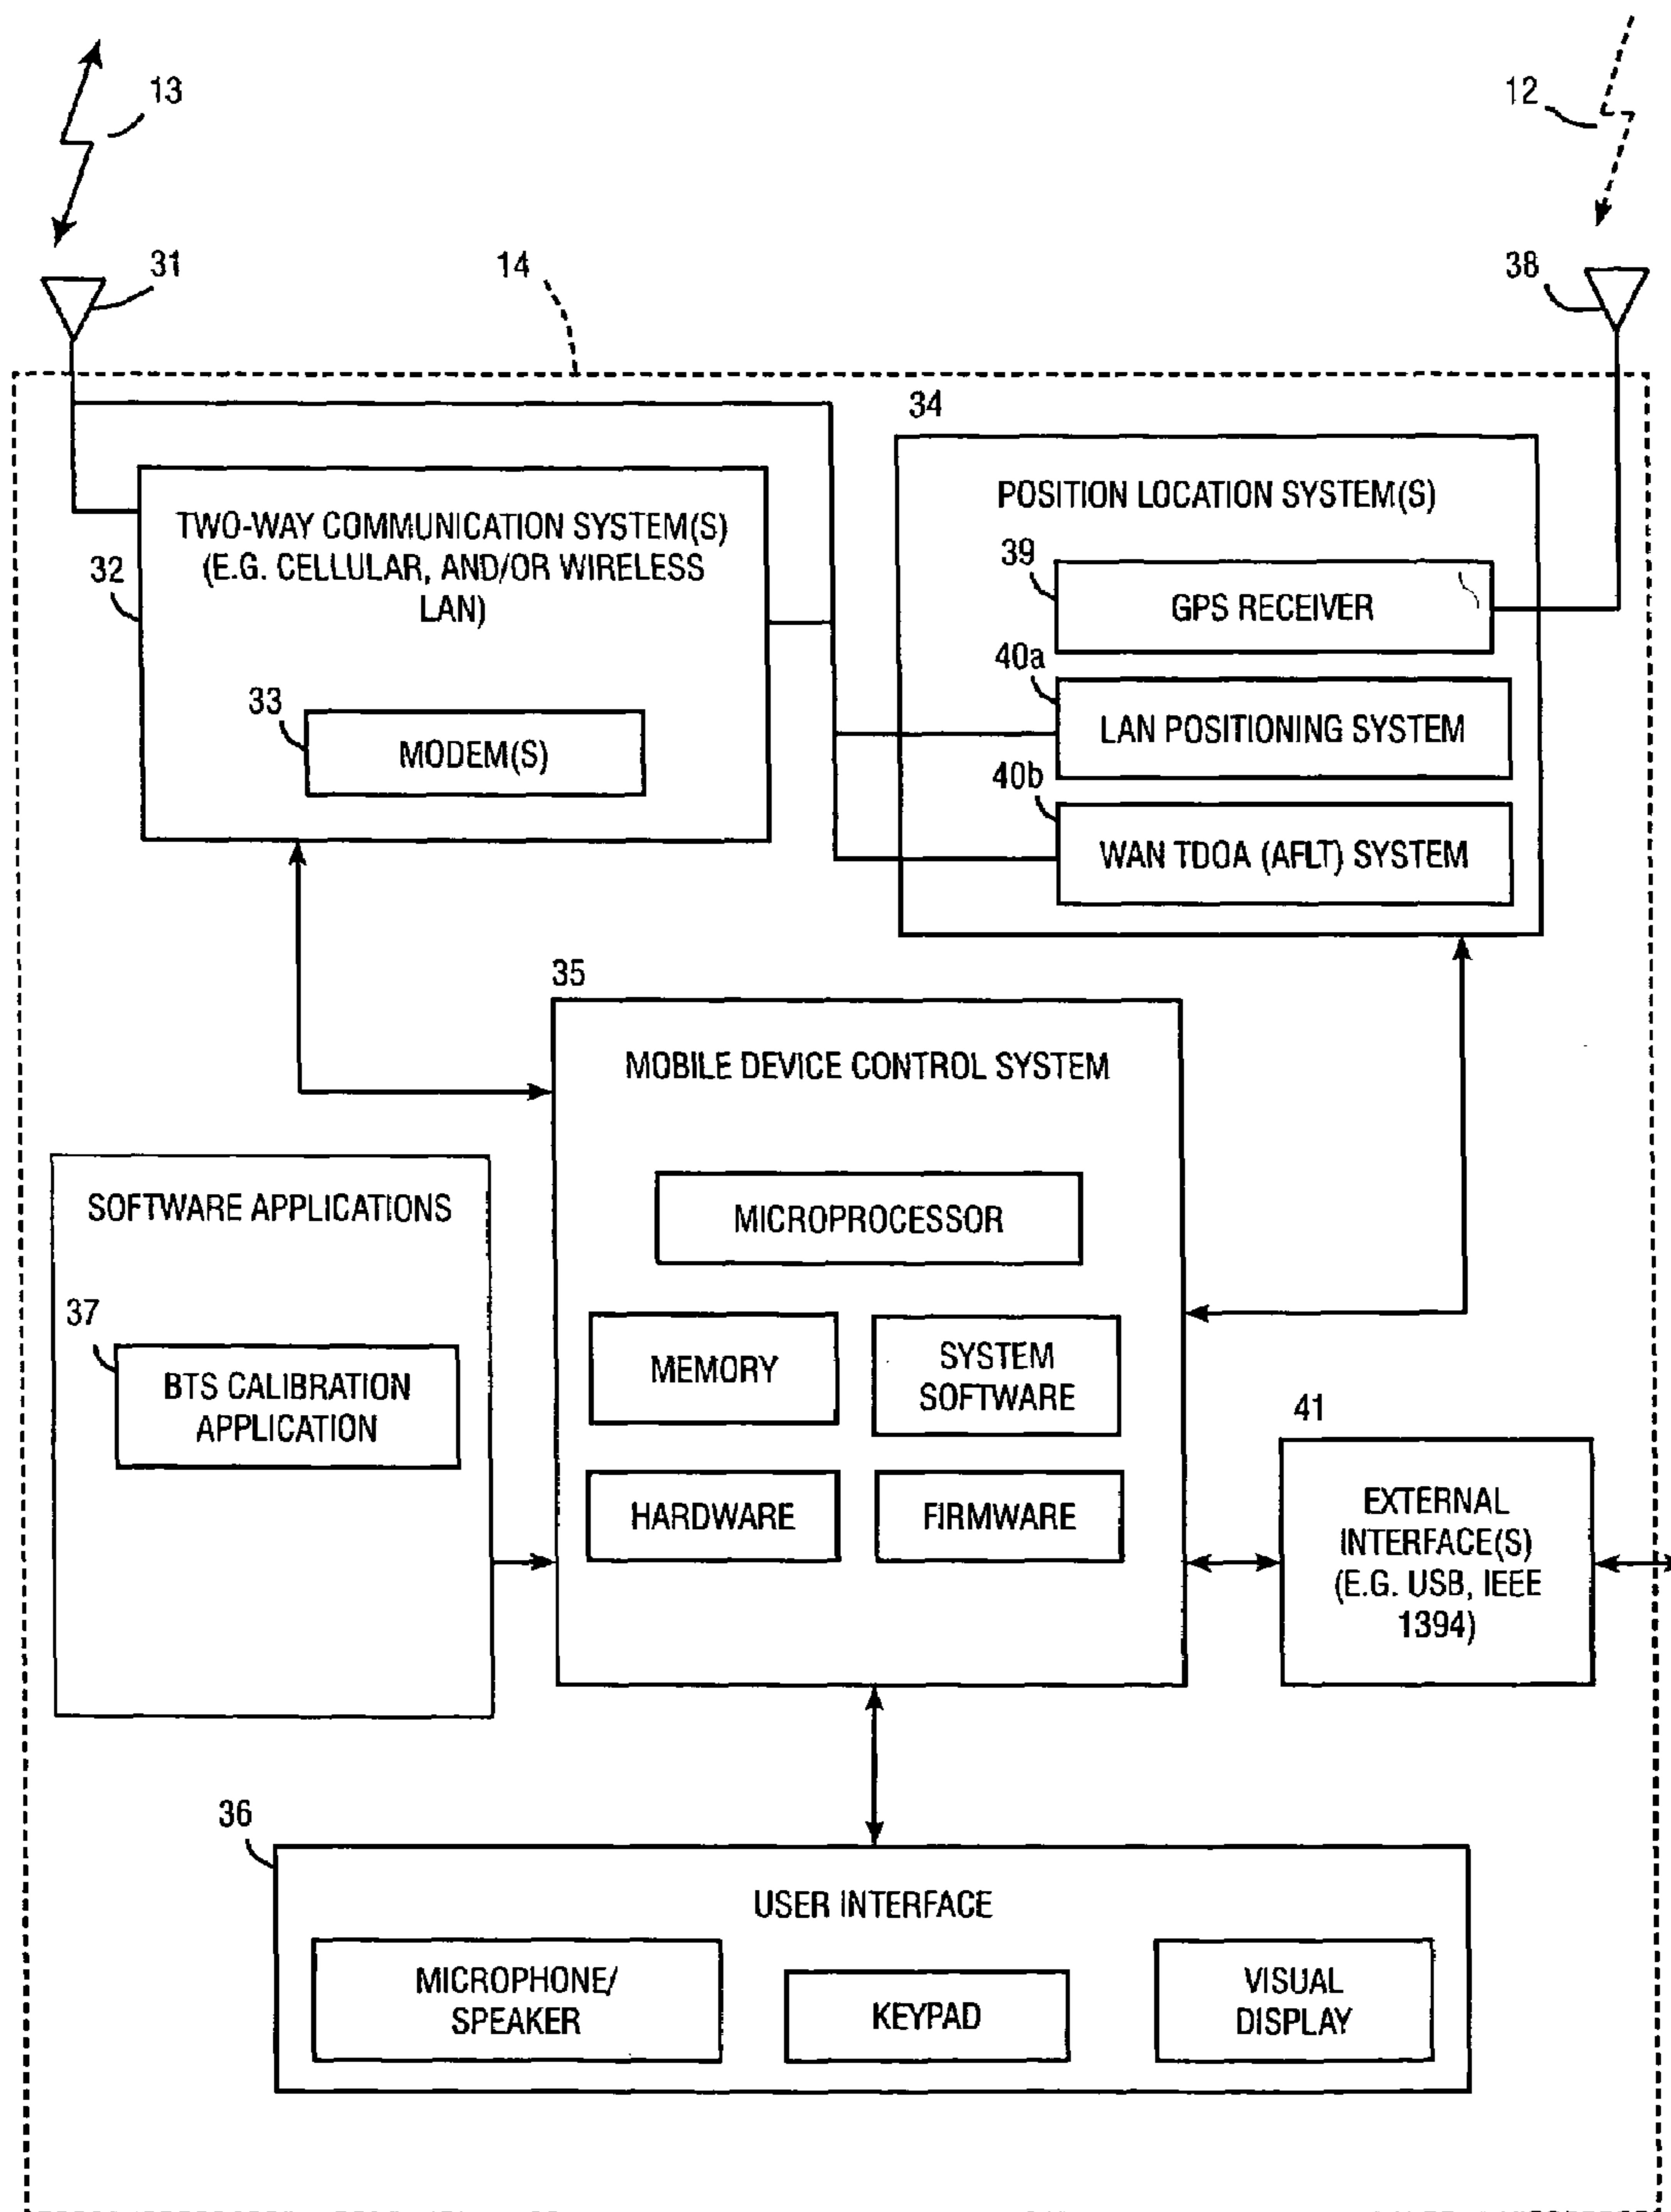 13
12
31
14
38
34
TWO-WAY COMMUNICATION SYSTEM(S)
(E.G. CELLULAR, AND/OR WIRELESS
LAN)
32
POSITION LOCATION SYSTEM(S)
39
GPS RECEIVER
40a
LAN POSITIONING SYSTEM
33
MODEM(S)
40b
WAN TDOA (AFLT) SYSTEM
35
MOBILE DEVICE CONTROL SYSTEM
MICROPROCESSOR
MEMORY
SYSTEM
SOFTWARE
HARDWARE
FIRMWARE
SOFTWARE APPLICATIONS
37
BTS CALIBRATION
APPLICATION
41
EXTERNAL
INTERFACE(S)
(E.G. USB, IEEE
1394)
36
USER INTERFACE
MICROPHONE/
SPEAKER
KEYPAD
VISUAL
DISPLAY